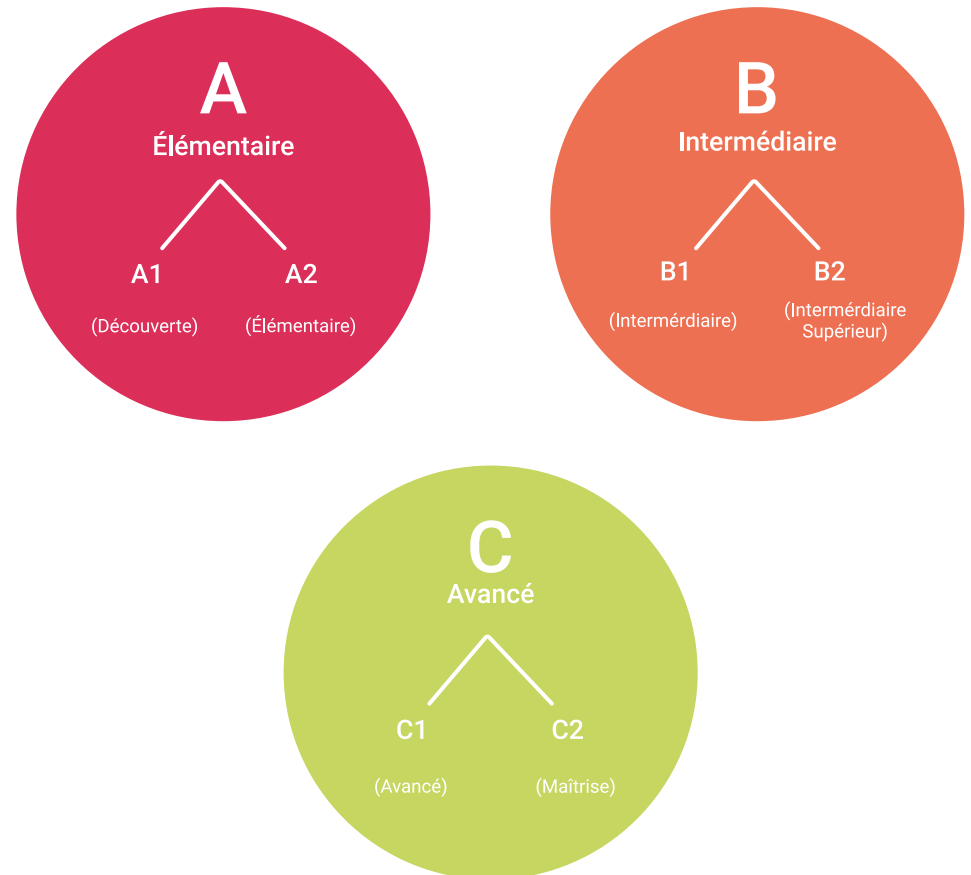 A
Élémentaire
A1
A2
(Découverte)
(Élémentaire)
B
Intermédiaire
B1
B2
(Intermérdiaire)
(Intermérdiaire
Supérieur)
C
Avancé
C1
C2
(Avancé)
(Maîtrise)